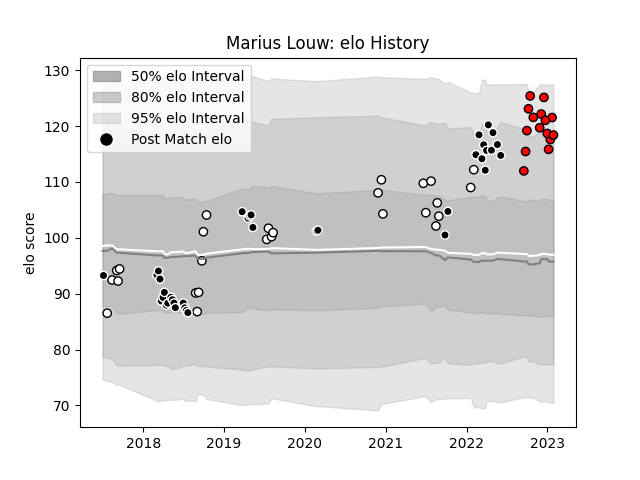 Marius Louw: elo History
50% elo Interval
80% elo Interval
95% elo Interval
Post Match elo
elo score
130
120
110
100
90
80
70
2018
2019
2020
2021
2022
2023